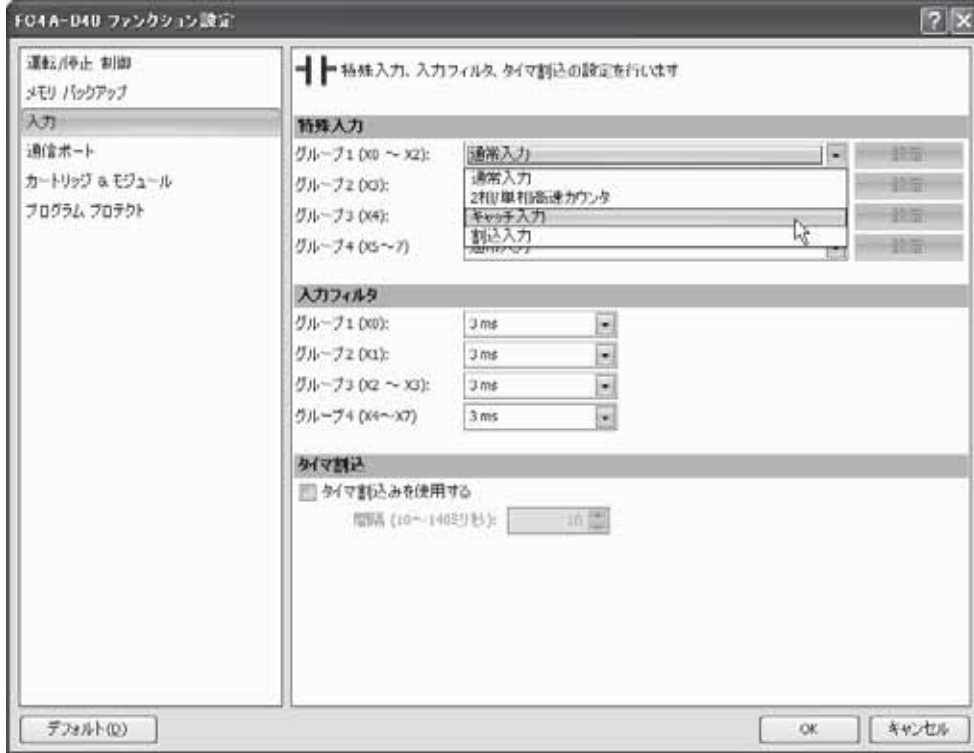 FC4A-D40 ファンクション設定
運転/停止 制御
メモリ バックアップ
入力
通信ポート
カートリッジ & モジュール
プログラム プロテクト
特殊入力、入力フィルタ、タイマ割込の設定を行います
特殊入力
グループ1 (X0 ～ X2):
通常入力
設定
グループ2 (X3):
通常入力
2相/単相高速カウンタ
設定
グループ3 (X4):
キャッチ入力
設定
割込入力
グループ4 (X5～7)
通常入力
設定
入力フィルタ
グループ1 (X0):
3 ms
グループ2 (X1):
3 ms
グループ3 (X2 ～ X3):
3 ms
グループ4 (X4～X7)
3 ms
タイマ割込
タイマ割込みを使用する
間隔 (10～140ミリ秒):
10
デフォルト(D)
OK
キャンセル